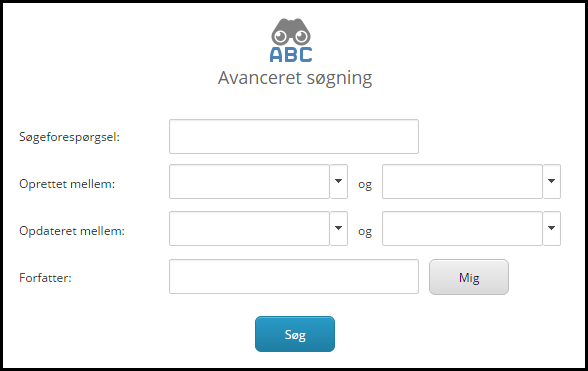 ABC
Avanceret søgning
Søgeforespørgsel:
Oprettet mellem: og
Opdateret mellem: og
Forfatter: Mig
Søg